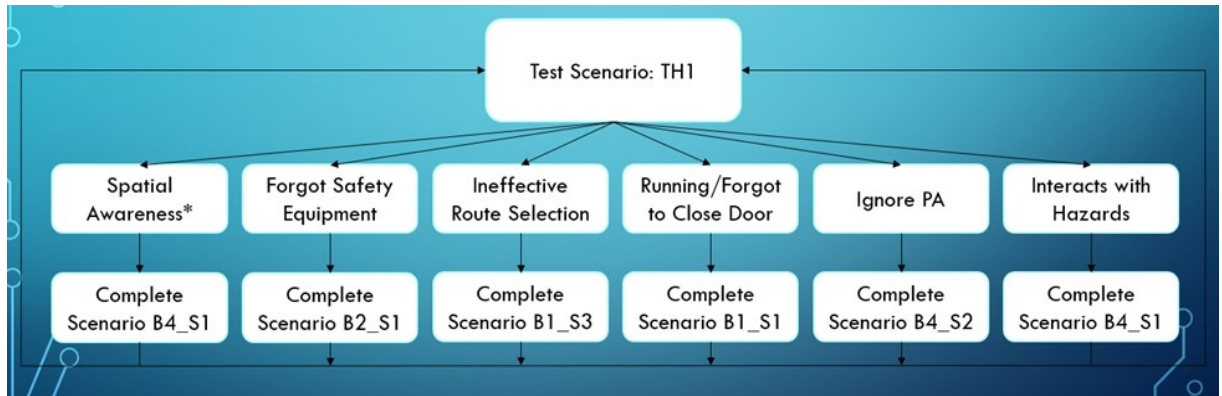 Test Scenario: TH1
Spatial
Awareness*
Forgot Safety
Equipment
Ineffective
Route Selection
Running/Forgot
to Close Door
Ignore PA
Interacts with
Hazards
Complete
Scenario B4_S1
Complete
Scenario B2_S1
Complete
Scenario B1_S3
Complete
Scenario B1_S1
Complete
Scenario B4_S2
Complete
Scenario B4_S1